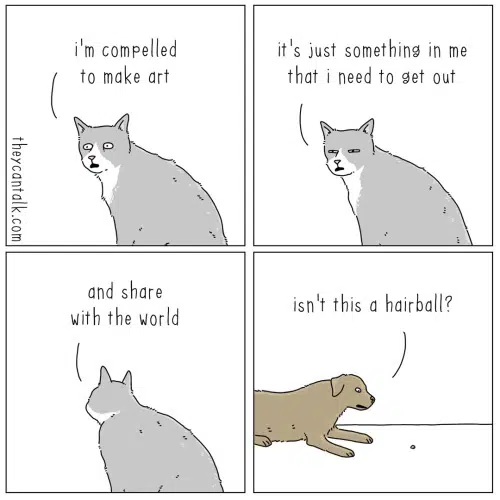 i'm compelled
to make art
it's just something in me
that i need to get out
theycantalk.com
and share
with the world
isn't this a hairball?